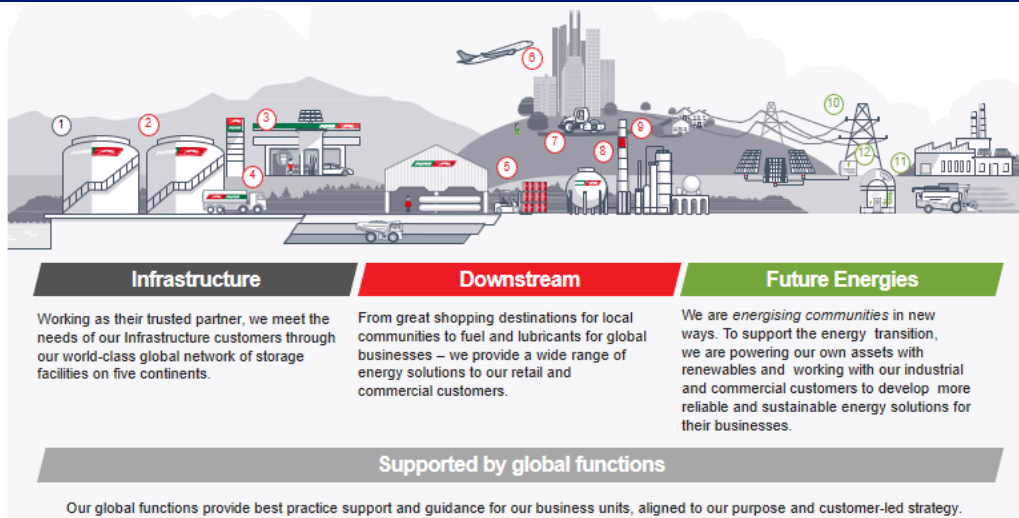 1
2
3
4
5
6
7
8
9
10
11
12
Infrastructure
Working as their trusted partner, we meet the
needs of our Infrastructure customers through
our world-class global network of storage
facilities on five continents.
Downstream
From great shopping destinations for local
communities to fuel and lubricants for global
businesses – we provide a wide range of
energy solutions to our retail and
commercial customers.
Future Energies
We are energising communities in new
ways. To support the energy transition,
we are powering our own assets with
renewables and working with our industrial
and commercial customers to develop more
reliable and sustainable energy solutions for
their businesses.
Supported by global functions
Our global functions provide best practice support and guidance for our business units, aligned to our purpose and customer-led strategy.